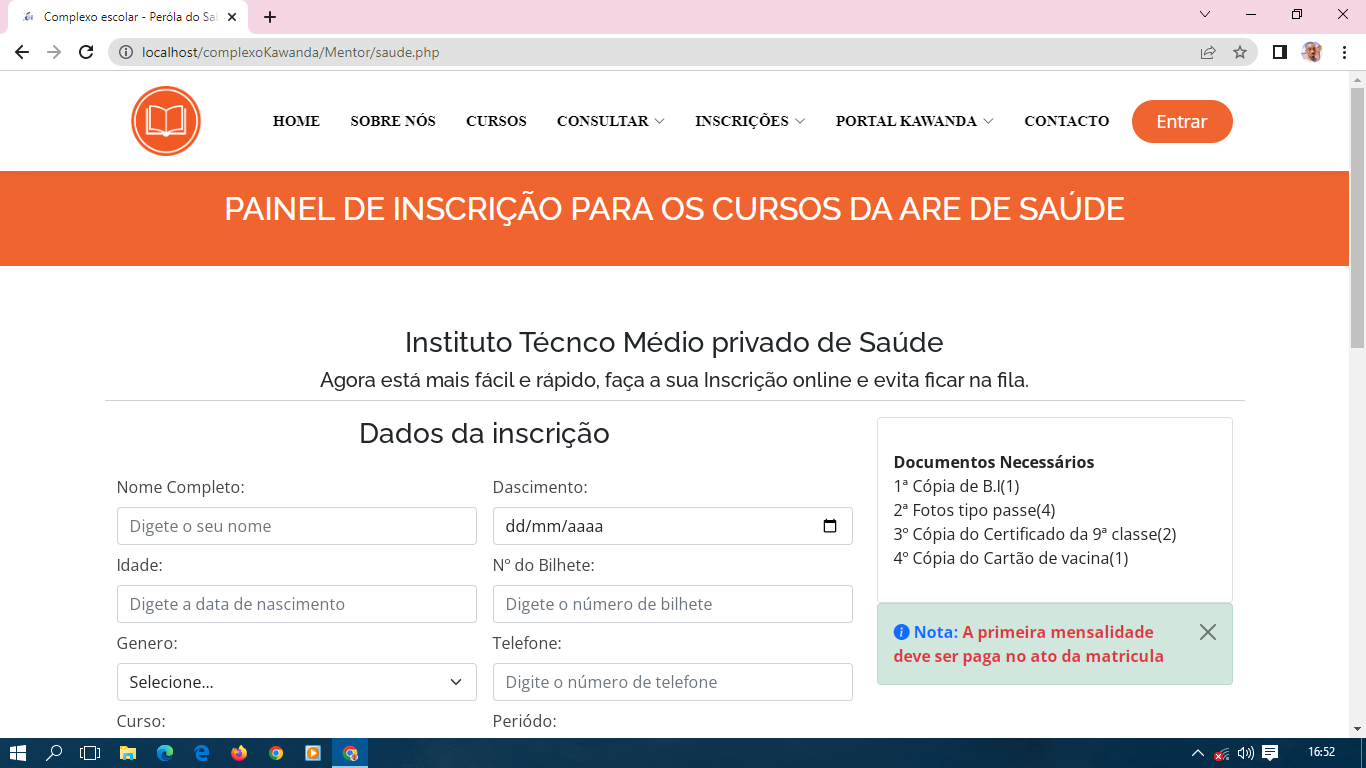 Complexo escolar - Peróla do Sal
localhost/complexoKawanda/Mentor/saude.php
HOME SOBRE NÓS CURSOS CONSULTAR INSCRIÇÕES PORTAL KAWANDA CONTACTO Entrar
PAINEL DE INSCRIÇÃO PARA OS CURSOS DA ARE DE SAÚDE
Instituto Técnco Médio privado de Saúde
Agora está mais fácil e rápido, faça a sua Inscrição online e evita ficar na fila.
Dados da inscrição
Nome Completo: Dascimento:
Digete o seu nome dd/mm/aaaa
Idade: Nº do Bilhete:
Digete a data de nascimento Digete o número de bilhete
Genero: Telefone:
Selecione... Digite o número de telefone
Curso: Periódo:
Documentos Necessários
1ª Cópia de B.I(1)
2ª Fotos tipo passe(4)
3º Cópia do Certificado da 9ª classe(2)
4º Cópia do Cartão de vacina(1)
Nota: A primeira mensalidade
deve ser paga no ato da matricula
16:52